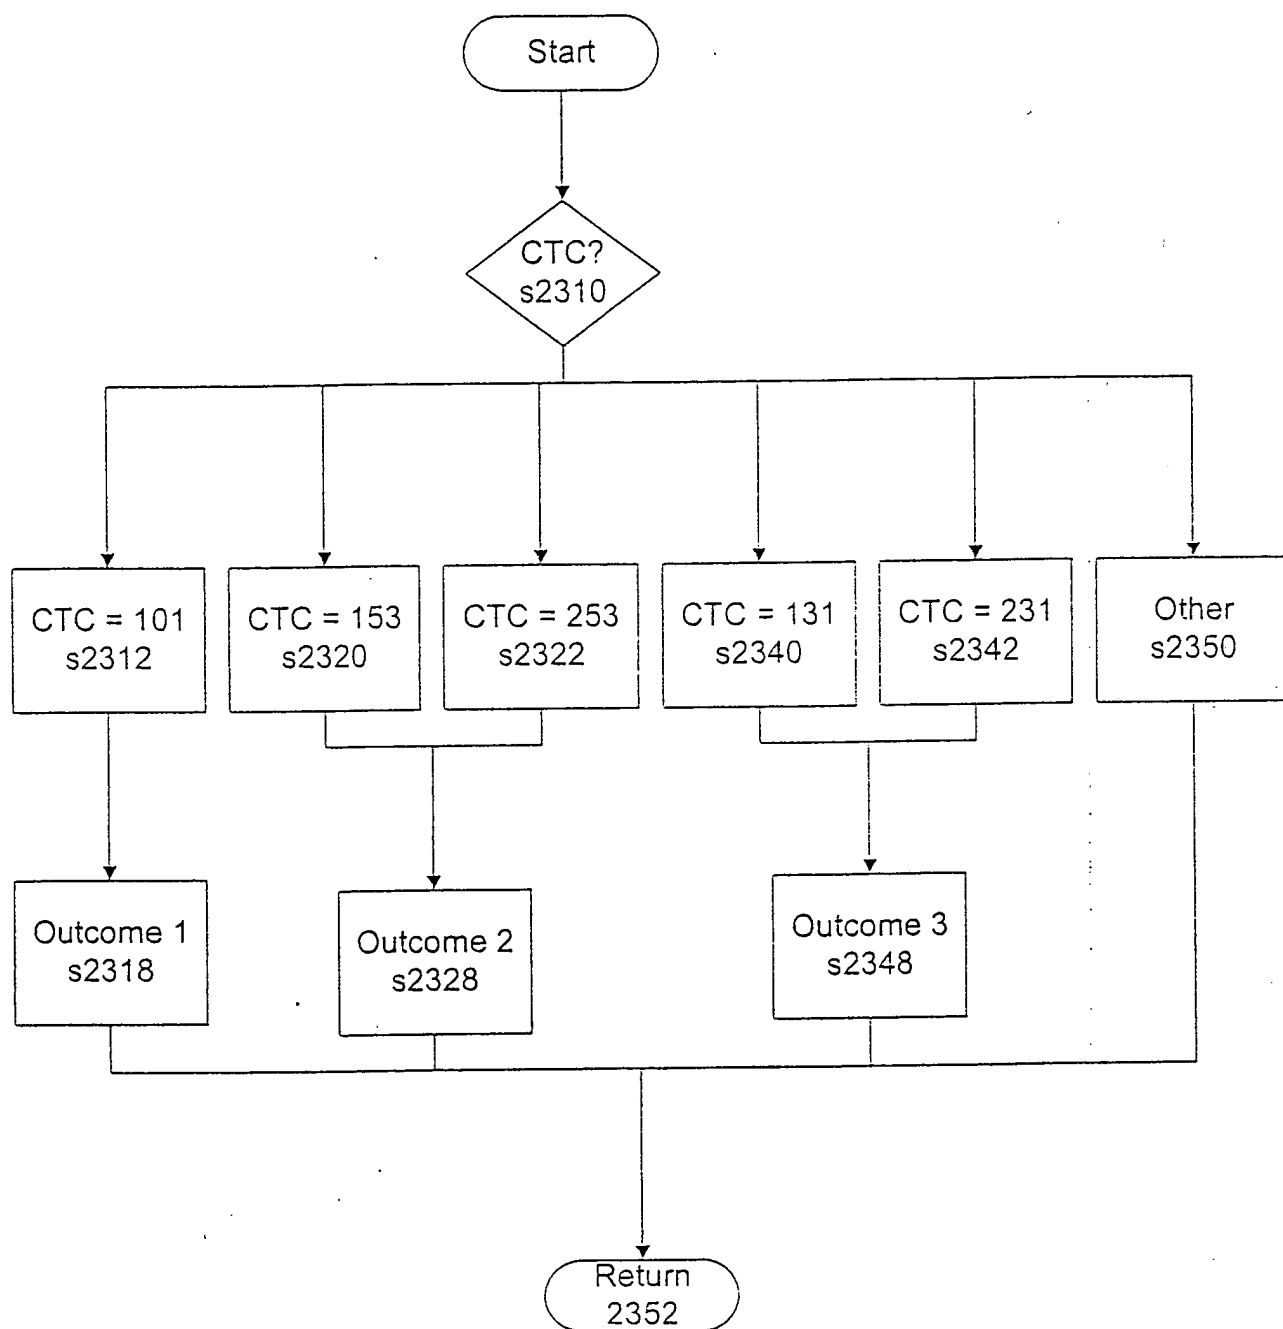 Start
CTC?
s2310
CTC = 101
s2312
CTC = 153
s2320
CTC = 253
s2322
CTC = 131
s2340
CTC = 231
s2342
Other
s2350
Outcome 1
s2318
Outcome 2
s2328
Outcome 3
s2348
Return
2352